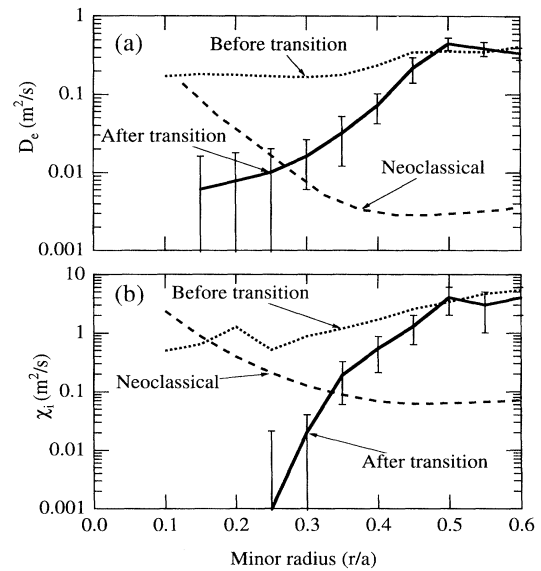 (a)
Before transition
After transition
Neoclassical
Dₑ (m²/s)
1
0.1
0.01
0.001
(b)
Before transition
Neoclassical
After transition
χᵢ (m²/s)
10
1
0.1
0.01
0.001
0.0 0.1 0.2 0.3 0.4 0.5 0.6
Minor radius (r/a)